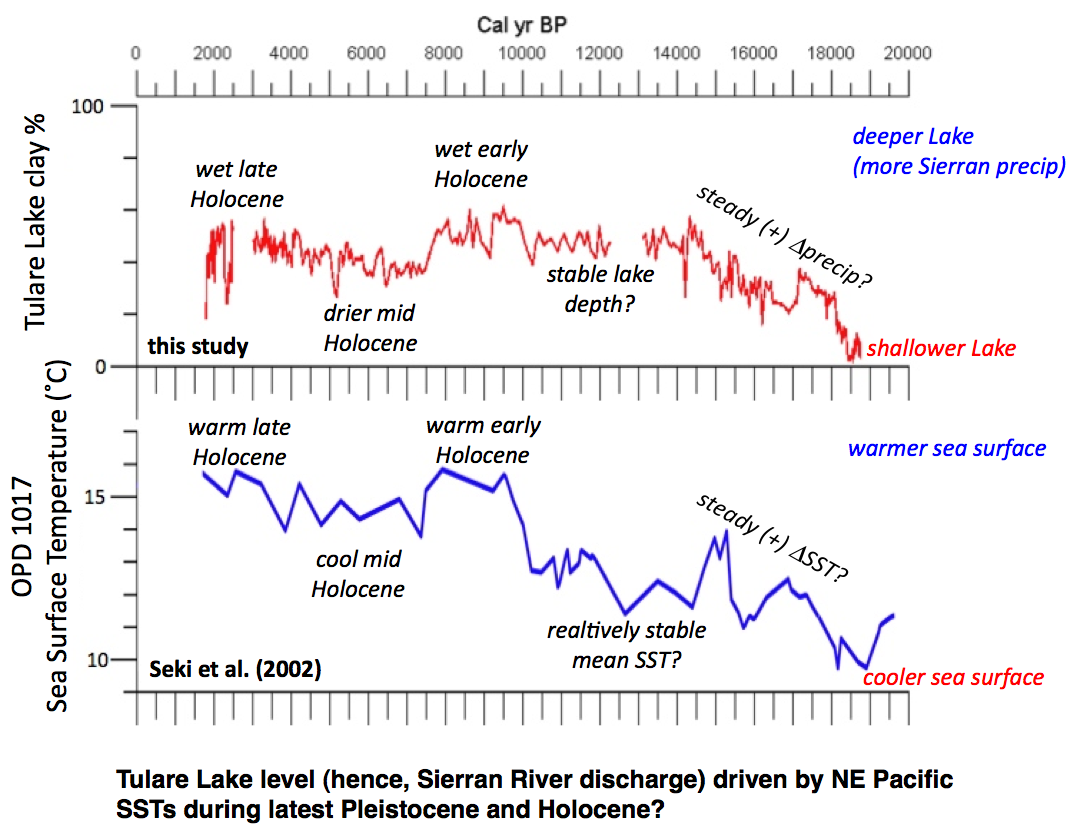 Cal yr BP
0 2000 4000 6000 8000 10000 12000 14000 16000 18000 20000
Tulare Lake clay %
100
0
wet late
Holocene
wet early
Holocene
deeper Lake
(more Sierran precip)
steady (+) Δprecip?
stable lake
depth?
drier mid
Holocene
this study
shallower Lake
OPD 1017
Sea Surface Temperature (˚C)
15
10
warm late
Holocene
warm early
Holocene
warmer sea surface
steady (+) ΔSST?
cool mid
Holocene
realtively stable
mean SST?
Seki et al. (2002)
cooler sea surface
Tulare Lake level (hence, Sierran River discharge) driven by NE Pacific
SSTs during latest Pleistocene and Holocene?